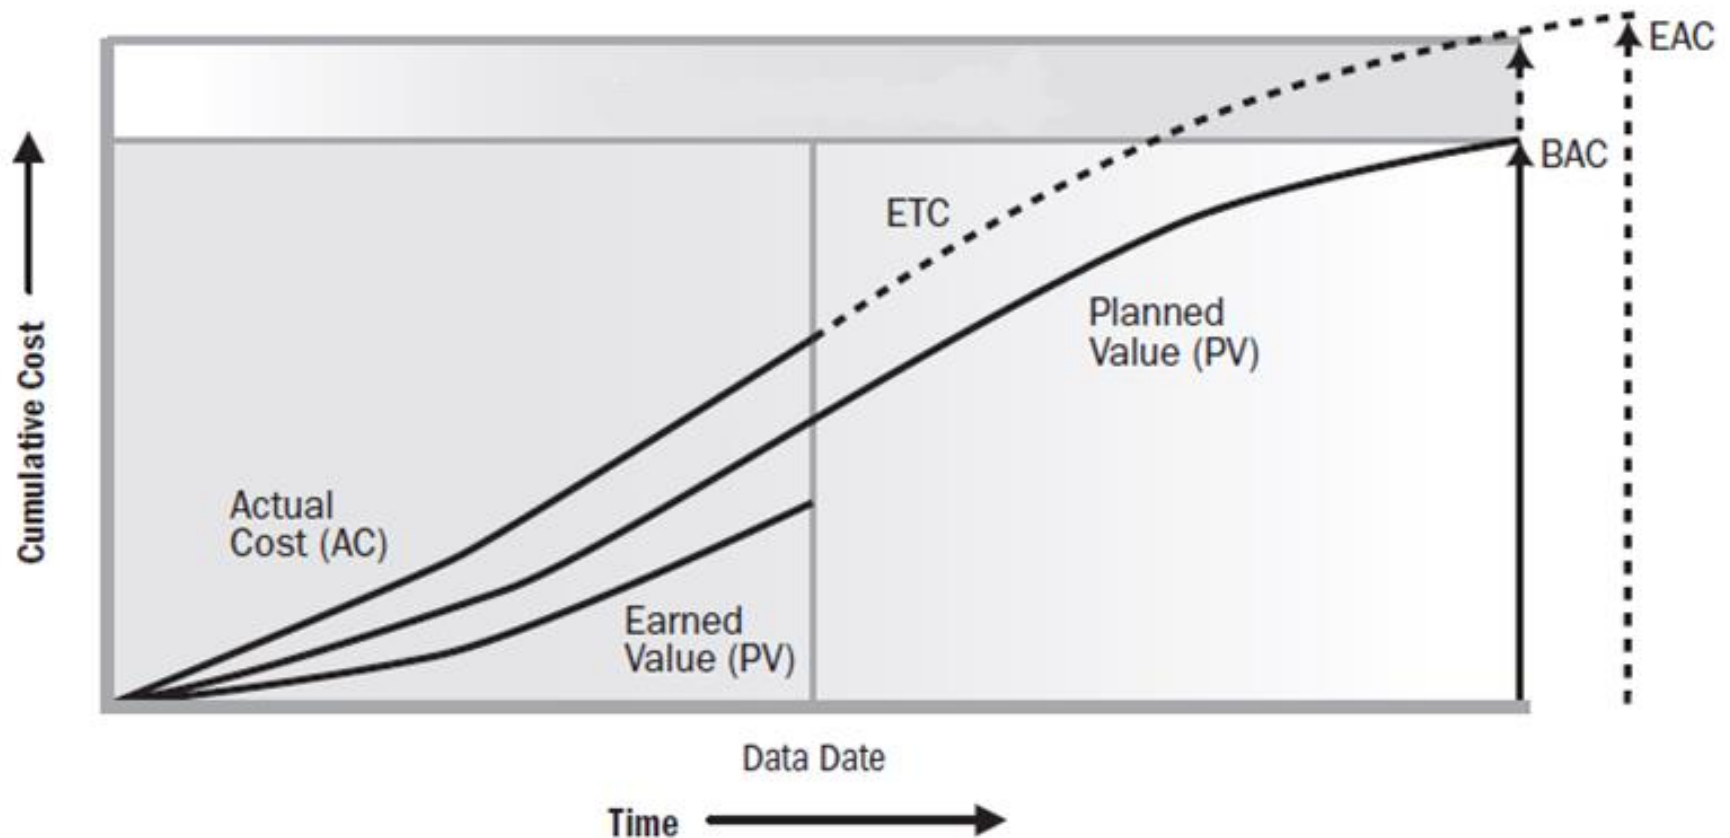 EAC
BAC
ETC
Planned
Value (PV)
Actual
Cost (AC)
Earned
Value (PV)
Cumulative Cost
Data Date
Time